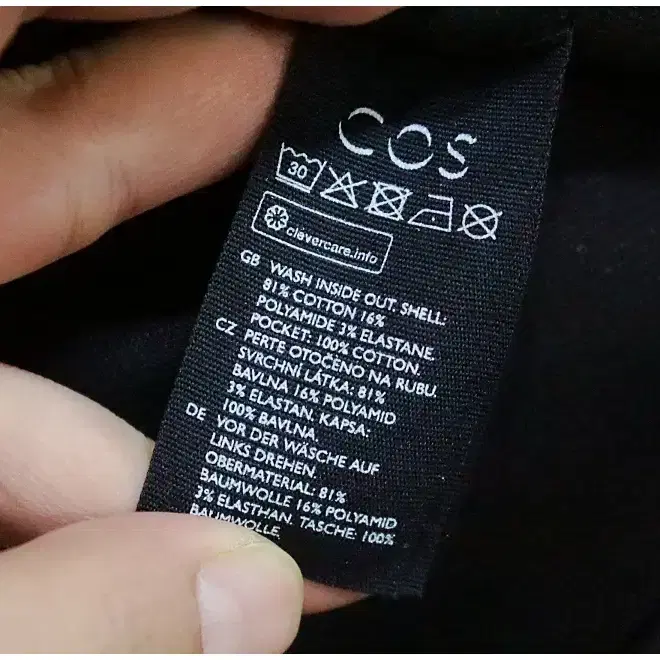 COS
30
clevercare.info
GB WASH INSIDE OUT. SHELL:
81% COTTON 16%
POLYAMIDE 3% ELASTANE.
POCKET: 100% COTTON.
CZ PERTE OTOČENO NA RUBU.
SVRCHNÍ LÁTKA: 81%
BAVLNA 16% POLYAMID
3% ELASTAN. KAPSA:
100% BAVLNA.
DE VOR DER WÄSCHE AUF
LINKS DREHEN.
OBERMATERIAL: 81%
BAUMWOLLE 16% POLYAMID
3% ELASTHAN. TASCHE: 100%
BAUMWOLLE.